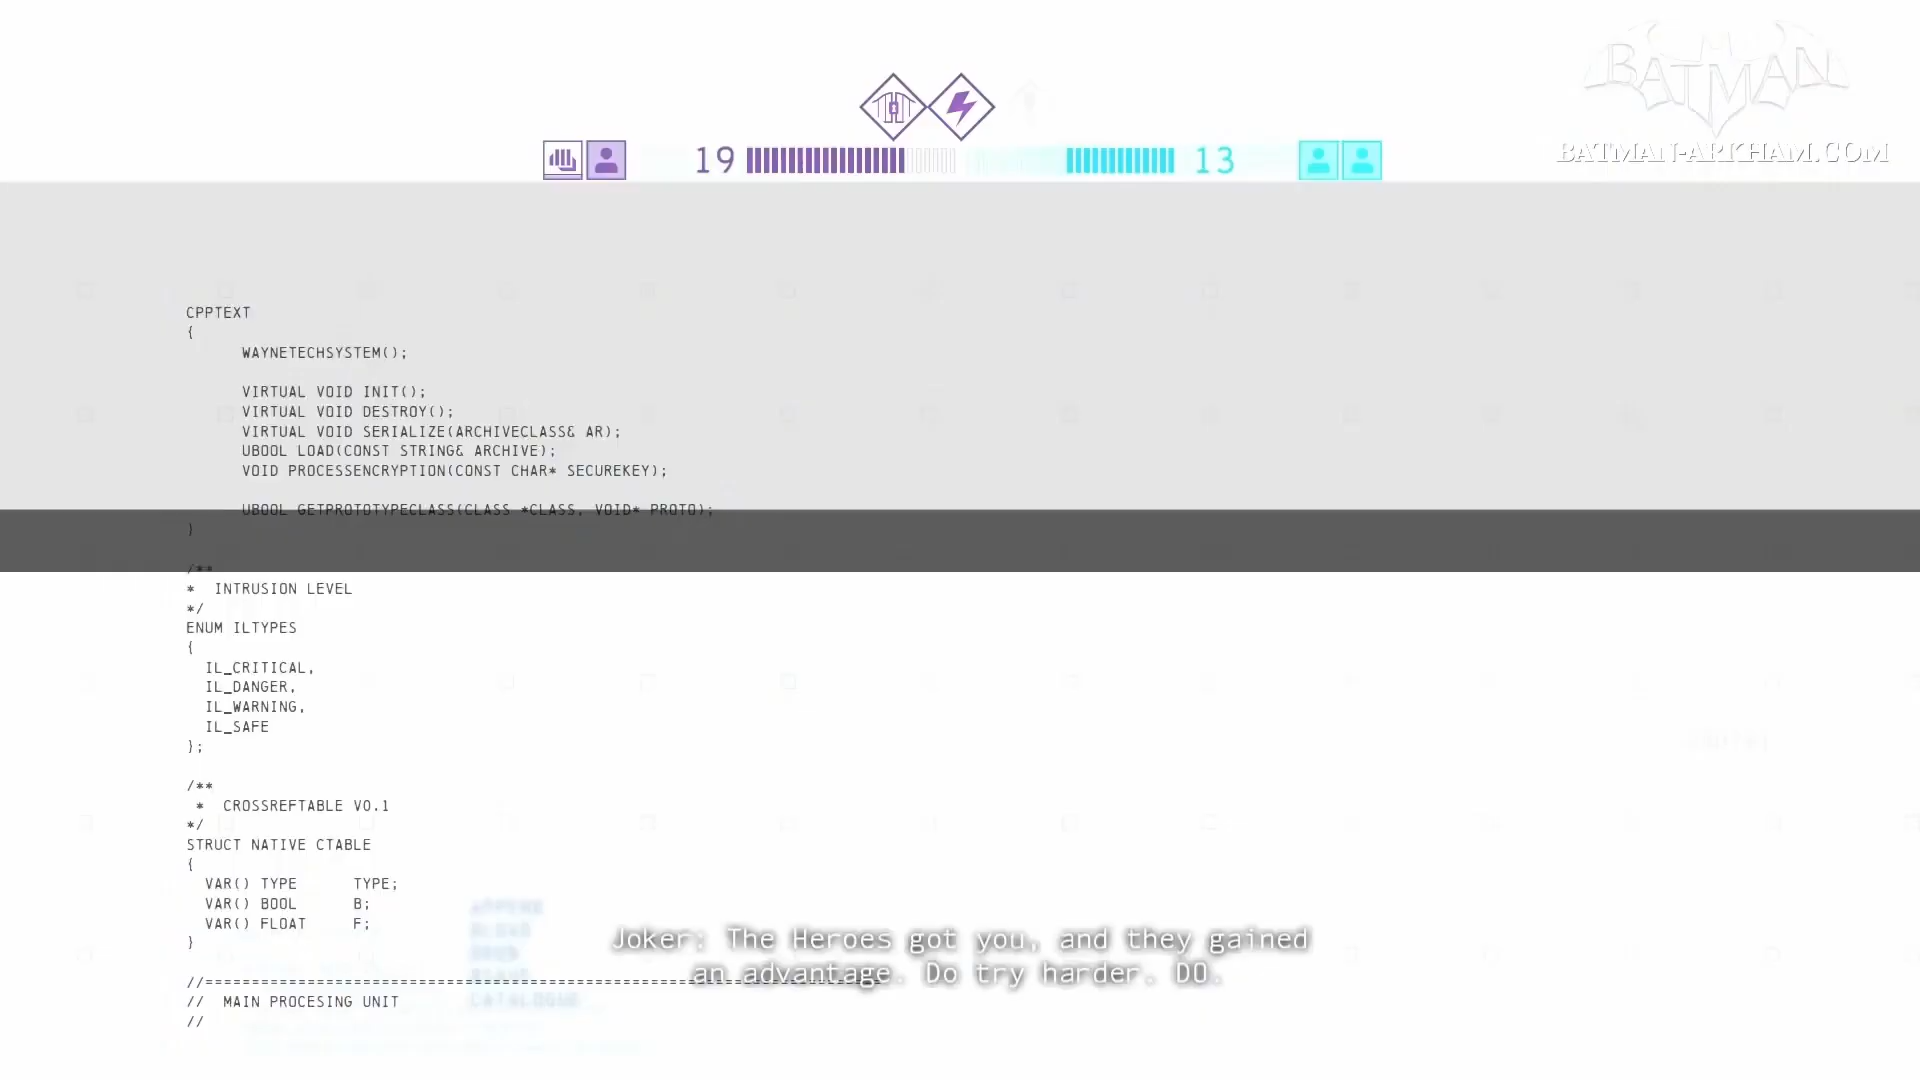 BATMAN
BATMAN-ARKHAM.COM
19
13
CPPTEXT
{
WAYNETECHSYSTEM();
VIRTUAL VOID INIT();
VIRTUAL VOID DESTROY();
VIRTUAL VOID SERIALIZE(ARCHIVECLASS& AR);
UBOOL LOAD(CONST STRING& ARCHIVE);
VOID PROCESSENCRYPTION(CONST CHAR* SECUREKEY);
UBOOL GETPROTOTYPECLASS(CLASS *CLASS, VOID* PROTO);
}
/**
* INTRUSION LEVEL
*/
ENUM ILTYPES
{
IL_CRITICAL,
IL_DANGER,
IL_WARNING,
IL_SAFE
};
/**
* CROSSREFTABLE V0.1
*/
STRUCT NATIVE CTABLE
{
VAR() TYPE TYPE;
VAR() BOOL B;
VAR() FLOAT F;
}
Joker: The Heroes got you, and they gained
an advantage. Do try harder. DO.
//==========================================================================
// MAIN PROCESING UNIT
//
CATALOGUE